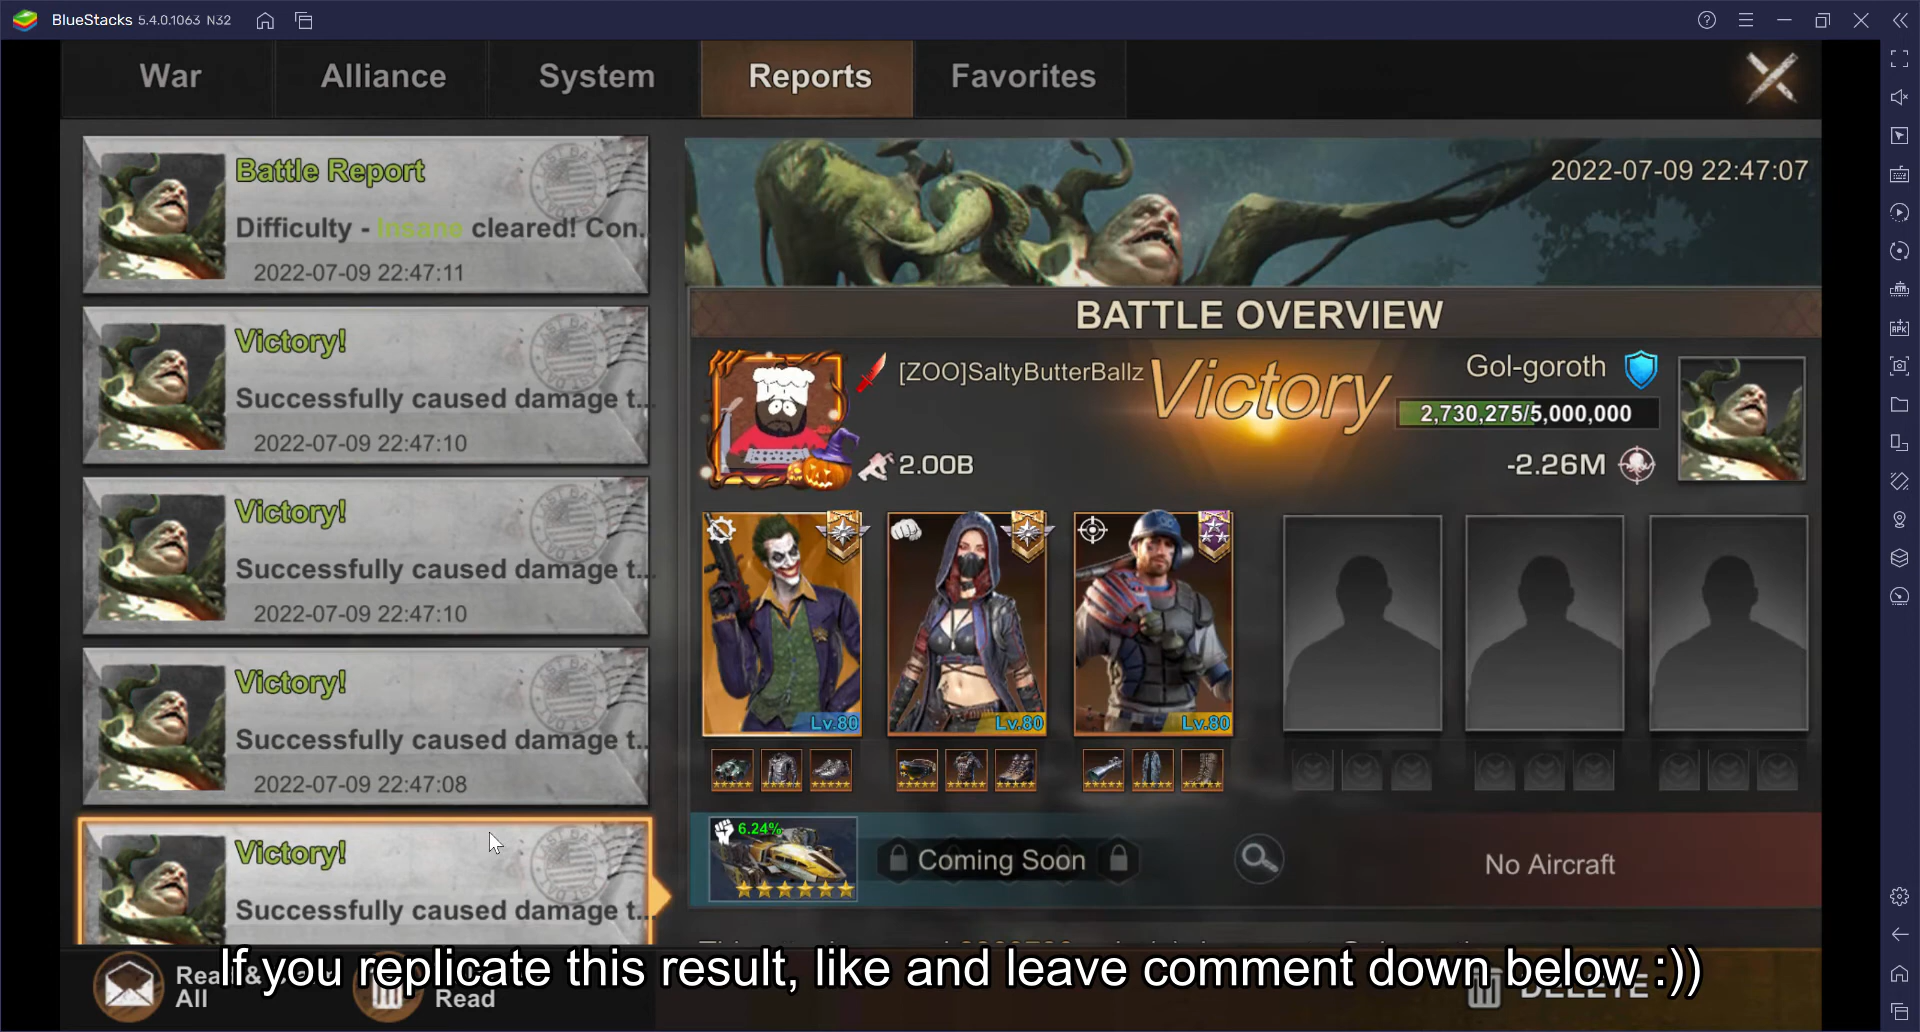 BlueStacks 5.4.0.1063 N32
War
Alliance
System
Reports
Favorites
Battle Report
Difficulty - Insane cleared! Con...
2022-07-09 22:47:11
Victory!
Successfully caused damage t...
2022-07-09 22:47:10
Victory!
Successfully caused damage t...
2022-07-09 22:47:10
Victory!
Successfully caused damage t...
2022-07-09 22:47:08
Victory!
Successfully caused damage t...
2022-07-09 22:47:07
BATTLE OVERVIEW
[ZOO]SaltyButterBallz
Victory
Gol-goroth
2,730,275/5,000,000
2.00B
-2.26M
Lv.80
Lv.80
Lv.80
6.24%
Coming Soon
No Aircraft
If you replicate this result, like and leave comment down below :))
Read &
All
Read
DELETE